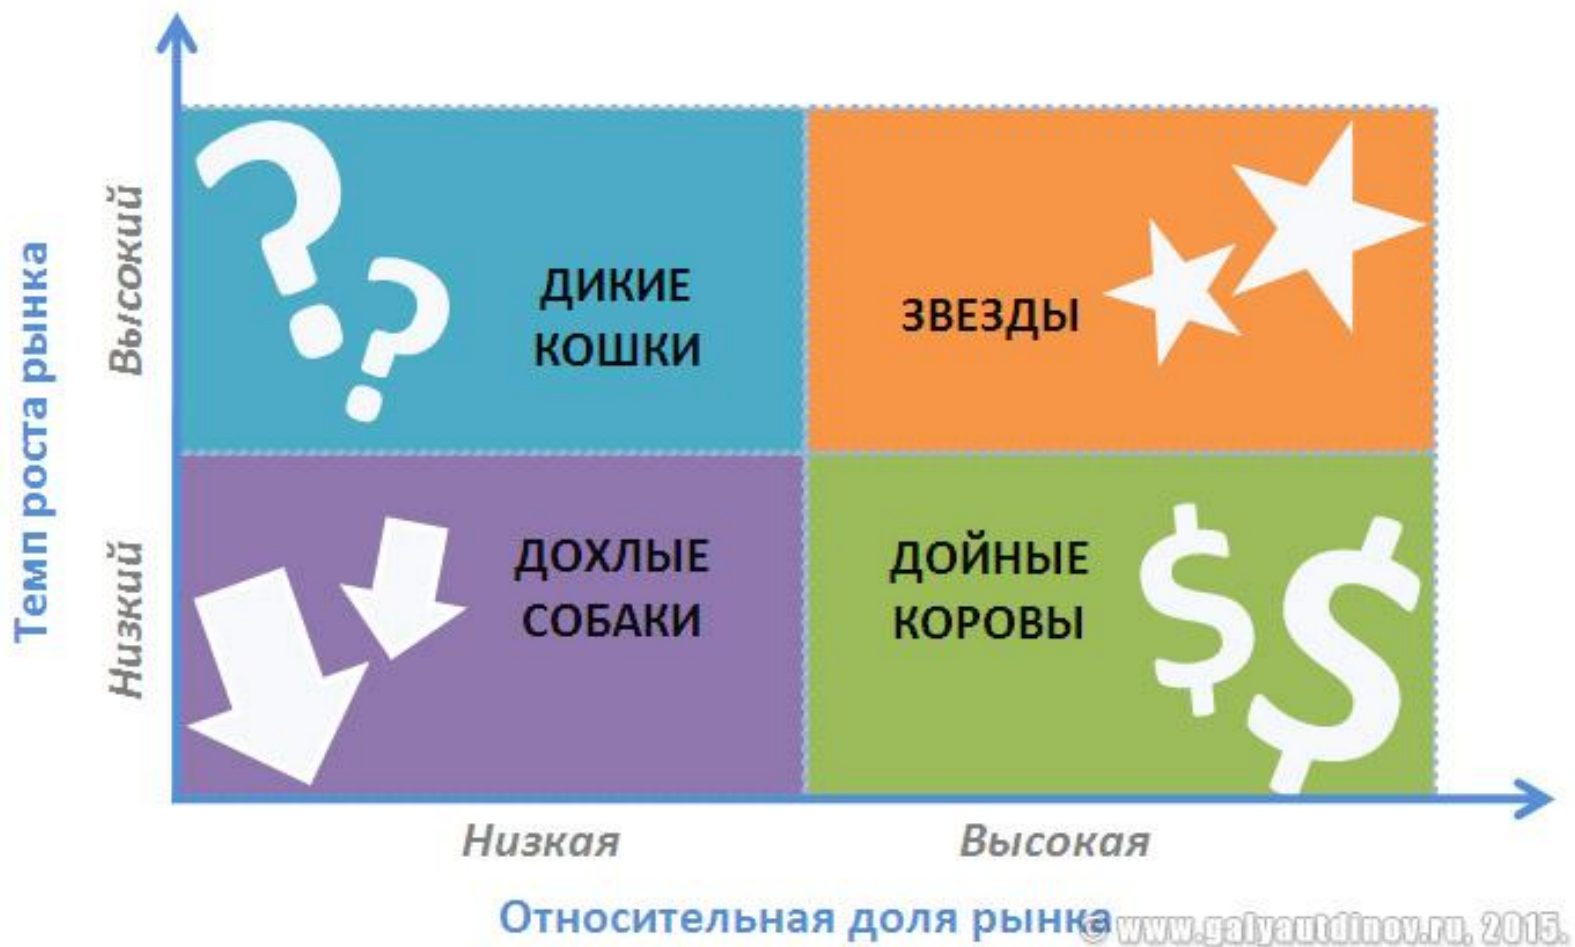 Темп роста рынка
Высокий
Низкий
ДИКИЕ
КОШКИ
ЗВЕЗДЫ
ДОХЛЫЕ
СОБАКИ
ДОЙНЫЕ
КОРОВЫ
Низкая
Высокая
Относительная доля рынка
© www.galyautdinov.ru, 2015.